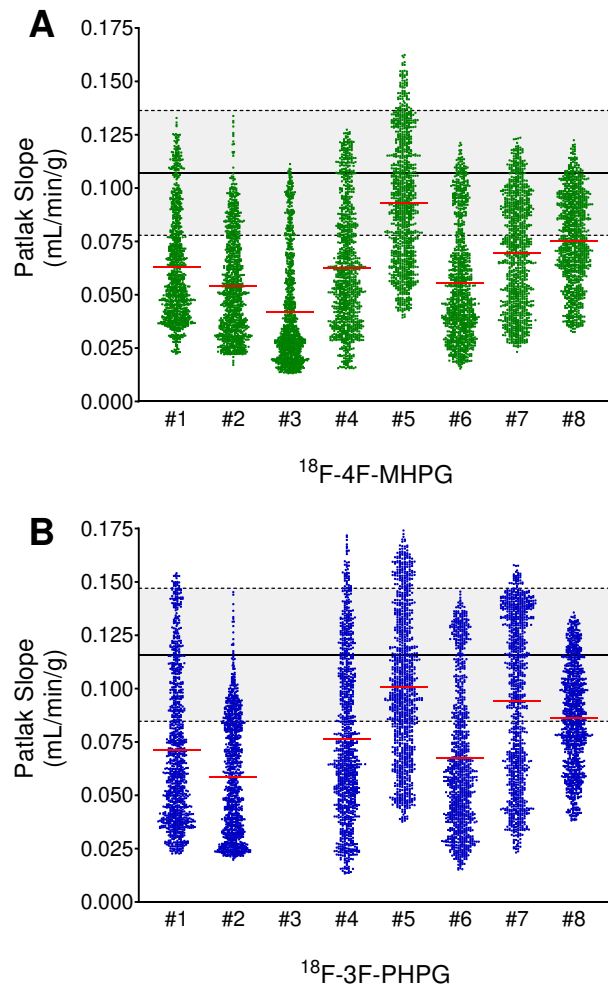 A
Patlak Slope
(mL/min/g)
0.175
0.150
0.125
0.100
0.075
0.050
0.025
0.000
#1 #2 #3 #4 #5 #6 #7 #8
¹⁸F-4F-MHPG
B
Patlak Slope
(mL/min/g)
0.175
0.150
0.125
0.100
0.075
0.050
0.025
0.000
#1 #2 #3 #4 #5 #6 #7 #8
¹⁸F-3F-PHPG